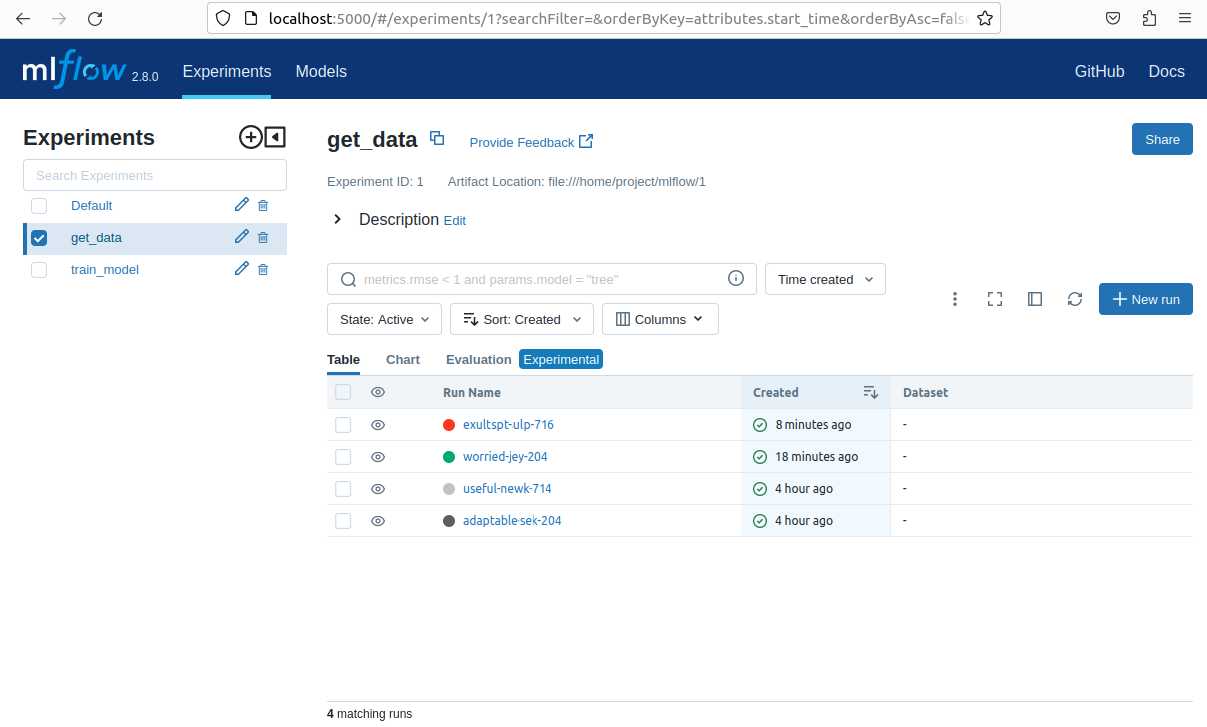 localhost:5000/#/experiments/1?searchFilter=&orderByKey=attributes.start_time&orderByAsc=false
mlflow 2.8.0 Experiments Models GitHub Docs
Experiments
Search Experiments
Default
get_data
train_model
get_data Provide Feedback Share
Experiment ID: 1 Artifact Location: file:///home/project/mlflow/1
Description Edit
metrics.rmse < 1 and params.model = "tree" Time created
New run
State: Active Sort: Created Columns
Table Chart Evaluation Experimental
Run Name Created Dataset
exultspt-ulp-716 8 minutes ago -
worried-jey-204 18 minutes ago -
useful-newk-714 4 hour ago -
adaptable-sek-204 4 hour ago -
4 matching runs